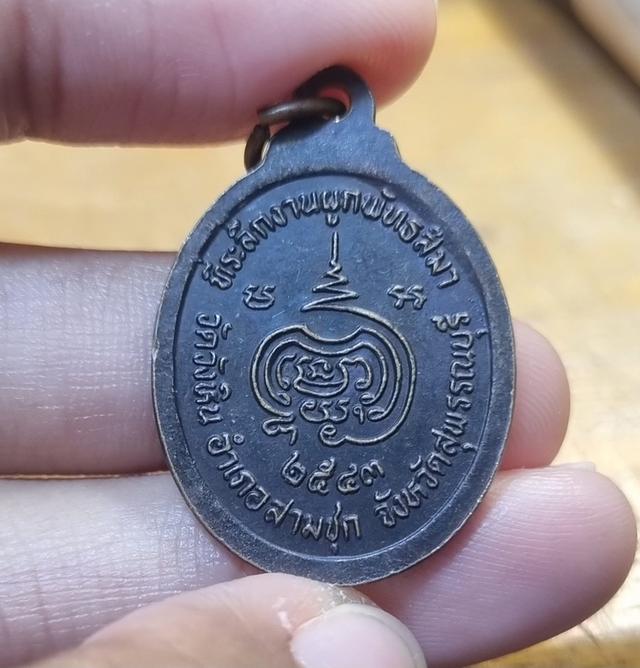 ที่ระลึกงานผูกพัทธสีมา
๒๕๔๓
วัดวังหิน อำเภอสามชุก จังหวัดสุพรรณบุรี